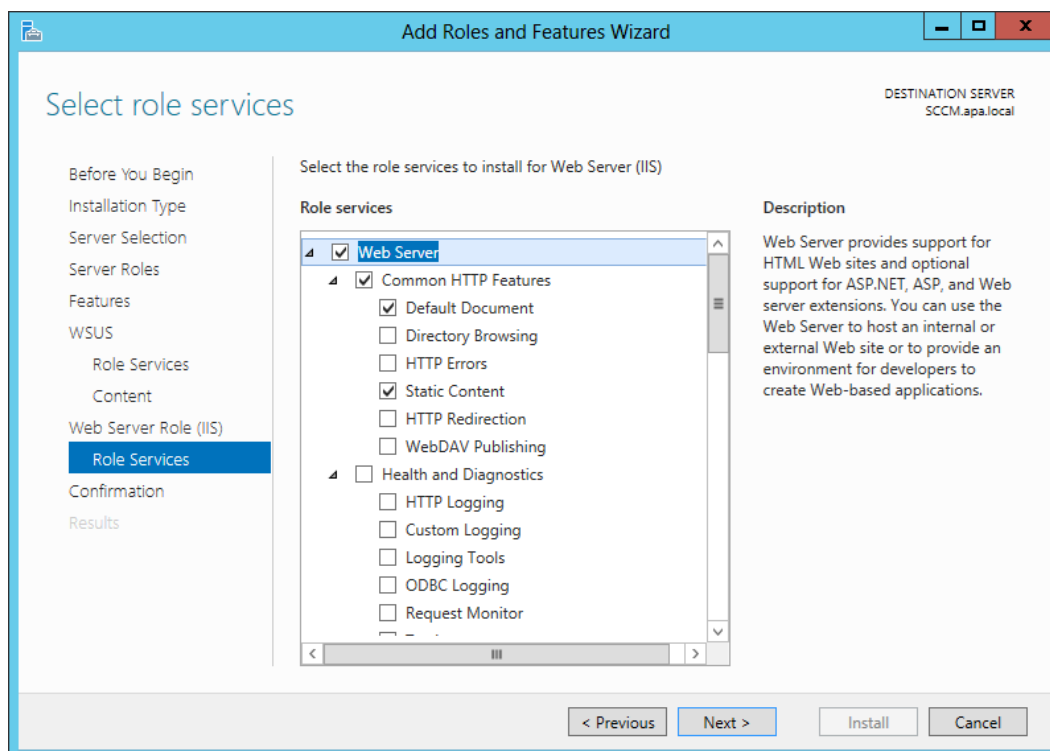 Add Roles and Features Wizard
Select role services
DESTINATION SERVER
SCCM.apa.local
Before You Begin
Installation Type
Server Selection
Server Roles
Features
WSUS
Role Services
Content
Web Server Role (IIS)
Role Services
Confirmation
Results
Select the role services to install for Web Server (IIS)
Role services
Web Server
Common HTTP Features
Default Document
Directory Browsing
HTTP Errors
Static Content
HTTP Redirection
WebDAV Publishing
Health and Diagnostics
HTTP Logging
Custom Logging
Logging Tools
ODBC Logging
Request Monitor
Description
Web Server provides support for
HTML Web sites and optional
support for ASP.NET, ASP, and Web
server extensions. You can use the
Web Server to host an internal or
external Web site or to provide an
environment for developers to
create Web-based applications.
< Previous
Next >
Install
Cancel